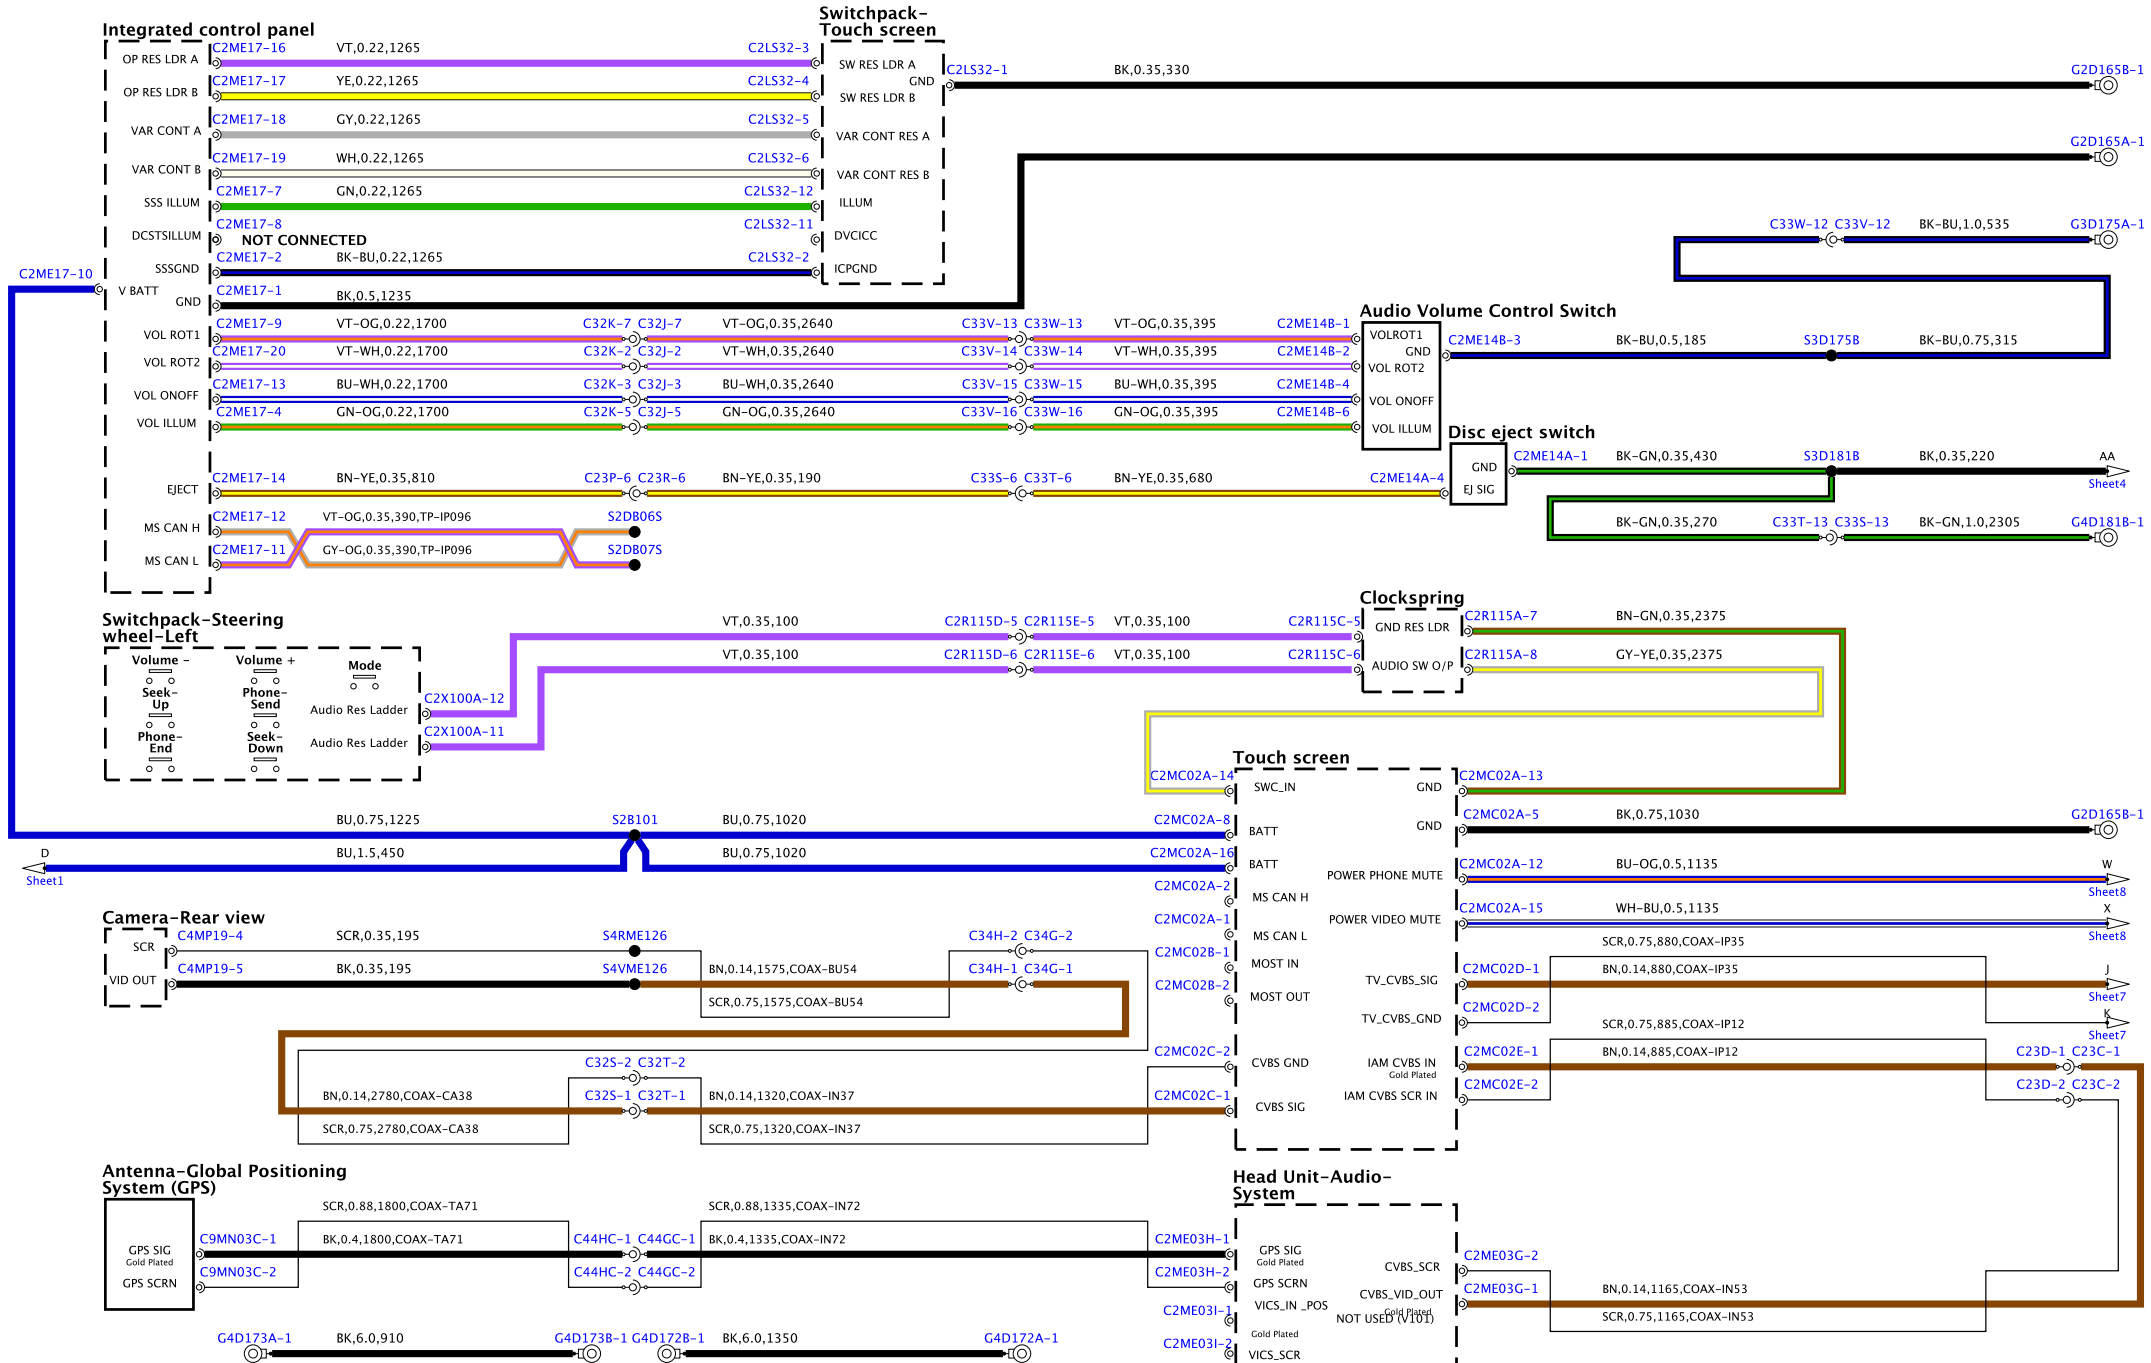 Integrated control panel
Switchpack-
Touch screen
C2ME17-16 VT,0.22,1265 C2LS32-3
OP RES LDR A SW RES LDR A
C2ME17-17 YE,0.22,1265 C2LS32-4 GND C2LS32-1 BK,0.35,330 G2D165B-1
OP RES LDR B SW RES LDR B
C2ME17-18 GY,0.22,1265 C2LS32-5
VAR CONT A VAR CONT RES A
G2D165A-1
C2ME17-19 WH,0.22,1265 C2LS32-6
VAR CONT B VAR CONT RES B
C2ME17-7 GN,0.22,1265 C2LS32-12
SSS ILLUM ILLUM
C2ME17-8 C2LS32-11 C33W-12 C33V-12 BK-BU,1.0,535 G3D175A-1
DCSTSILLUM NOT CONNECTED DVCICC
C2ME17-2 BK-BU,0.22,1265 C2LS32-2
SSSGND ICPGND
C2ME17-10
V BATT
C2ME17-1 BK,0.5,1235
GND
Audio Volume Control Switch
C2ME17-9 VT-OG,0.22,1700 C32K-7 C32J-7 VT-OG,0.35,2640 C33V-13 C33W-13 VT-OG,0.35,395 C2ME14B-1
VOL ROT1 VOLROT1
GND C2ME14B-3 BK-BU,0.5,185 S3D175B BK-BU,0.75,315
C2ME17-20 VT-WH,0.22,1700 C32K-2 C32J-2 VT-WH,0.35,2640 C33V-14 C33W-14 VT-WH,0.35,395 C2ME14B-2
VOL ROT2 VOL ROT2
C2ME17-13 BU-WH,0.22,1700 C32K-3 C32J-3 BU-WH,0.35,2640 C33V-15 C33W-15 BU-WH,0.35,395 C2ME14B-4
VOL ONOFF VOL ONOFF
C2ME17-4 GN-OG,0.22,1700 C32K-5 C32J-5 GN-OG,0.35,2640 C33V-16 C33W-16 GN-OG,0.35,395 C2ME14B-6
VOL ILLUM VOL ILLUM
Disc eject switch
GND C2ME14A-1 BK-GN,0.35,430 S3D181B BK,0.35,220 AA
Sheet4
C2ME17-14 BN-YE,0.35,810 C23P-6 C23R-6 BN-YE,0.35,190 C33S-6 C33T-6 BN-YE,0.35,680 C2ME14A-4
EJECT EJ SIG
C2ME17-12 VT-OG,0.35,390,TP-IP096 S2DB06S
MS CAN H
BK-GN,0.35,270 C33T-13 C33S-13 BK-GN,1.0,2305 G4D181B-1
C2ME17-11 GY-OG,0.35,390,TP-IP096 S2DB07S
MS CAN L
Switchpack-Steering
wheel-Left
Clockspring
VT,0.35,100 C2R115D-5 C2R115E-5 VT,0.35,100 C2R115C-5 GND RES LDR C2R115A-7 BN-GN,0.35,2375
VT,0.35,100 C2R115D-6 C2R115E-6 VT,0.35,100 C2R115C-6 AUDIO SW O/P C2R115A-8 GY-YE,0.35,2375
Volume - Volume + Mode
Seek-
Up
Phone-
Send
C2X100A-12
Audio Res Ladder
Phone-
End
Seek-
Down
C2X100A-11
Audio Res Ladder
Touch screen
C2MC02A-14 SWC_IN GND C2MC02A-13
BU,0.75,1225 S2B101 BU,0.75,1020 C2MC02A-8 BATT GND C2MC02A-5 BK,0.75,1030 G2D165B-1
D
Sheet1
BU,1.5,450 BU,0.75,1020 C2MC02A-16 BATT
POWER PHONE MUTE C2MC02A-12 BU-OG,0.5,1135 W
Sheet8
C2MC02A-2 MS CAN H
POWER VIDEO MUTE C2MC02A-15 WH-BU,0.5,1135 X
Sheet8
C2MC02A-1 MS CAN L
Camera-Rear view
SCR C4MP19-4 SCR,0.35,195 S4RME126 C34H-2 C34G-2
SCR,0.75,880,COAX-IP35
C2MC02B-1 MOST IN
VID OUT C4MP19-5 BK,0.35,195 S4VME126 BN,0.14,1575,COAX-BU54 C34H-1 C34G-1
TV_CVBS_SIG C2MC02D-1 BN,0.14,880,COAX-IP35 J
Sheet7
C2MC02B-2 MOST OUT
SCR,0.75,1575,COAX-BU54
TV_CVBS_GND C2MC02D-2 K
Sheet7
SCR,0.75,885,COAX-IP12
C32S-2 C32T-2 C2MC02C-2 CVBS GND
IAM CVBS IN C2MC02E-1 BN,0.14,885,COAX-IP12 C23D-1 C23C-1
Gold Plated
IAM CVBS SCR IN C2MC02E-2 C23D-2 C23C-2
BN,0.14,2780,COAX-CA38 C32S-1 C32T-1 BN,0.14,1320,COAX-IN37 C2MC02C-1 CVBS SIG
SCR,0.75,2780,COAX-CA38 SCR,0.75,1320,COAX-IN37
Antenna-Global Positioning
System (GPS)
Head Unit-Audio-
System
SCR,0.88,1800,COAX-TA71 SCR,0.88,1335,COAX-IN72
C9MN03C-1 BK,0.4,1800,COAX-TA71 C44HC-1 C44GC-1 BK,0.4,1335,COAX-IN72 C2ME03H-1
GPS SIG GPS SIG
Gold Plated Gold Plated
CVBS_SCR C2ME03G-2
C9MN03C-2 C44HC-2 C44GC-2 C2ME03H-2
GPS SCRN GPS SCRN
CVBS_VID_OUT C2ME03G-1 BN,0.14,1165,COAX-IN53
Gold Plated
C2ME03I-1 VICS_IN _POS
Gold Plated
NOT USED (V101)
SCR,0.75,1165,COAX-IN53
G4D173A-1 BK,6.0,910 G4D173B-1 G4D172B-1 BK,6.0,1350 G4D172A-1
C2ME03I-2 VICS_SCR